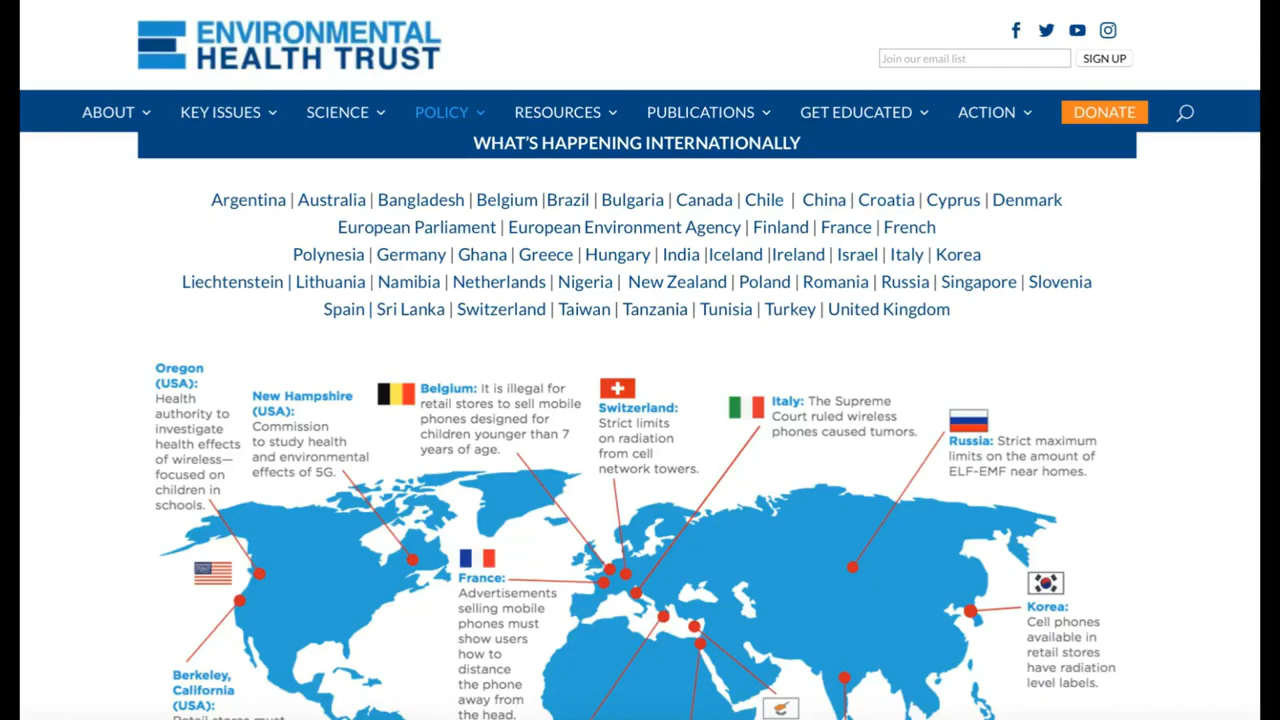 ENVIRONMENTAL
HEALTH TRUST
Join our email list
SIGN UP
ABOUT
KEY ISSUES
SCIENCE
POLICY
RESOURCES
PUBLICATIONS
GET EDUCATED
ACTION
DONATE
WHAT'S HAPPENING INTERNATIONALLY
Argentina | Australia | Bangladesh | Belgium |Brazil | Bulgaria | Canada | Chile | China | Croatia | Cyprus | Denmark
European Parliament | European Environment Agency | Finland | France | French
Polynesia | Germany | Ghana | Greece | Hungary | India |Iceland |Ireland | Israel | Italy | Korea
Liechtenstein | Lithuania | Namibia | Netherlands | Nigeria | New Zealand | Poland | Romania | Russia | Singapore | Slovenia
Spain | Sri Lanka | Switzerland | Taiwan | Tanzania | Tunisia | Turkey | United Kingdom
Oregon
(USA):
Health
authority to
investigate
health effects
of wireless—
focused on
children in
schools.
New Hampshire
(USA):
Commission
to study health
and environmental
effects of 5G.
Belgium: It is illegal for
retail stores to sell mobile
phones designed for
children younger than 7
years of age.
Switzerland:
Strict limits
on radiation
from cell
network towers.
Italy: The Supreme
Court ruled wireless
phones caused tumors.
Russia: Strict maximum
limits on the amount of
ELF-EMF near homes.
France:
Advertisements
selling mobile
phones must
show users
how to
distance
the phone
away from
the head.
Korea:
Cell phones
available in
retail stores
have radiation
level labels.
Berkeley,
California
(USA):
Retail stores must